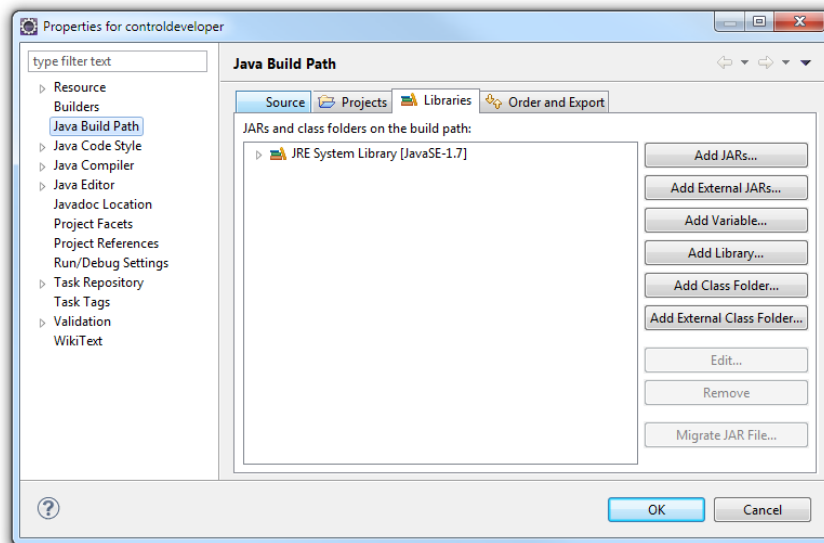 Properties for controldeveloper
type filter text
Resource
Builders
Java Build Path
Java Code Style
Java Compiler
Java Editor
Javadoc Location
Project Facets
Project References
Run/Debug Settings
Task Repository
Task Tags
Validation
WikiText
Java Build Path
Source Projects Libraries Order and Export
JARs and class folders on the build path:
JRE System Library [JavaSE-1.7]
Add JARs...
Add External JARs...
Add Variable...
Add Library...
Add Class Folder...
Add External Class Folder...
Edit...
Remove
Migrate JAR File...
?
OK Cancel